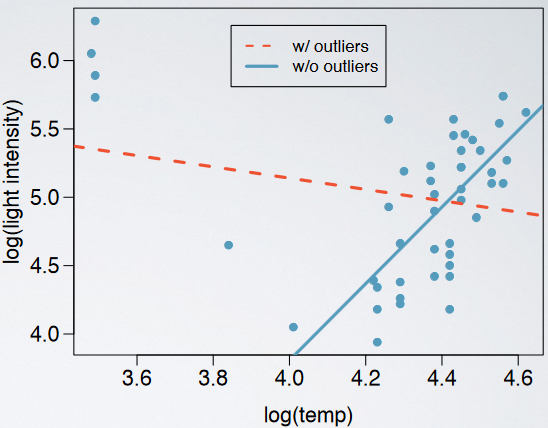 w/ outliers
w/o outliers
log(light intensity)
6.0
5.5
5.0
4.5
4.0
3.6 3.8 4.0 4.2 4.4 4.6
log(temp)